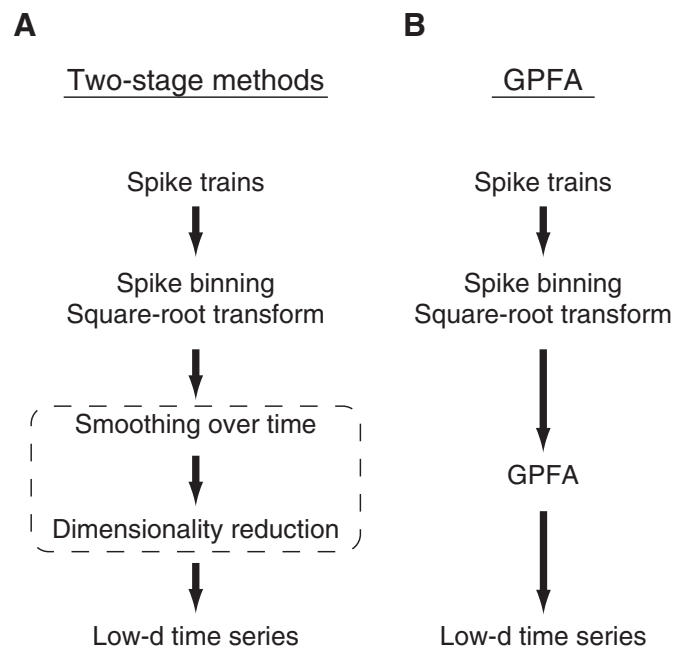 A
Two-stage methods
Spike trains
Spike binning
Square-root transform
Smoothing over time
Dimensionality reduction
Low-d time series
B
GPFA
Spike trains
Spike binning
Square-root transform
GPFA
Low-d time series